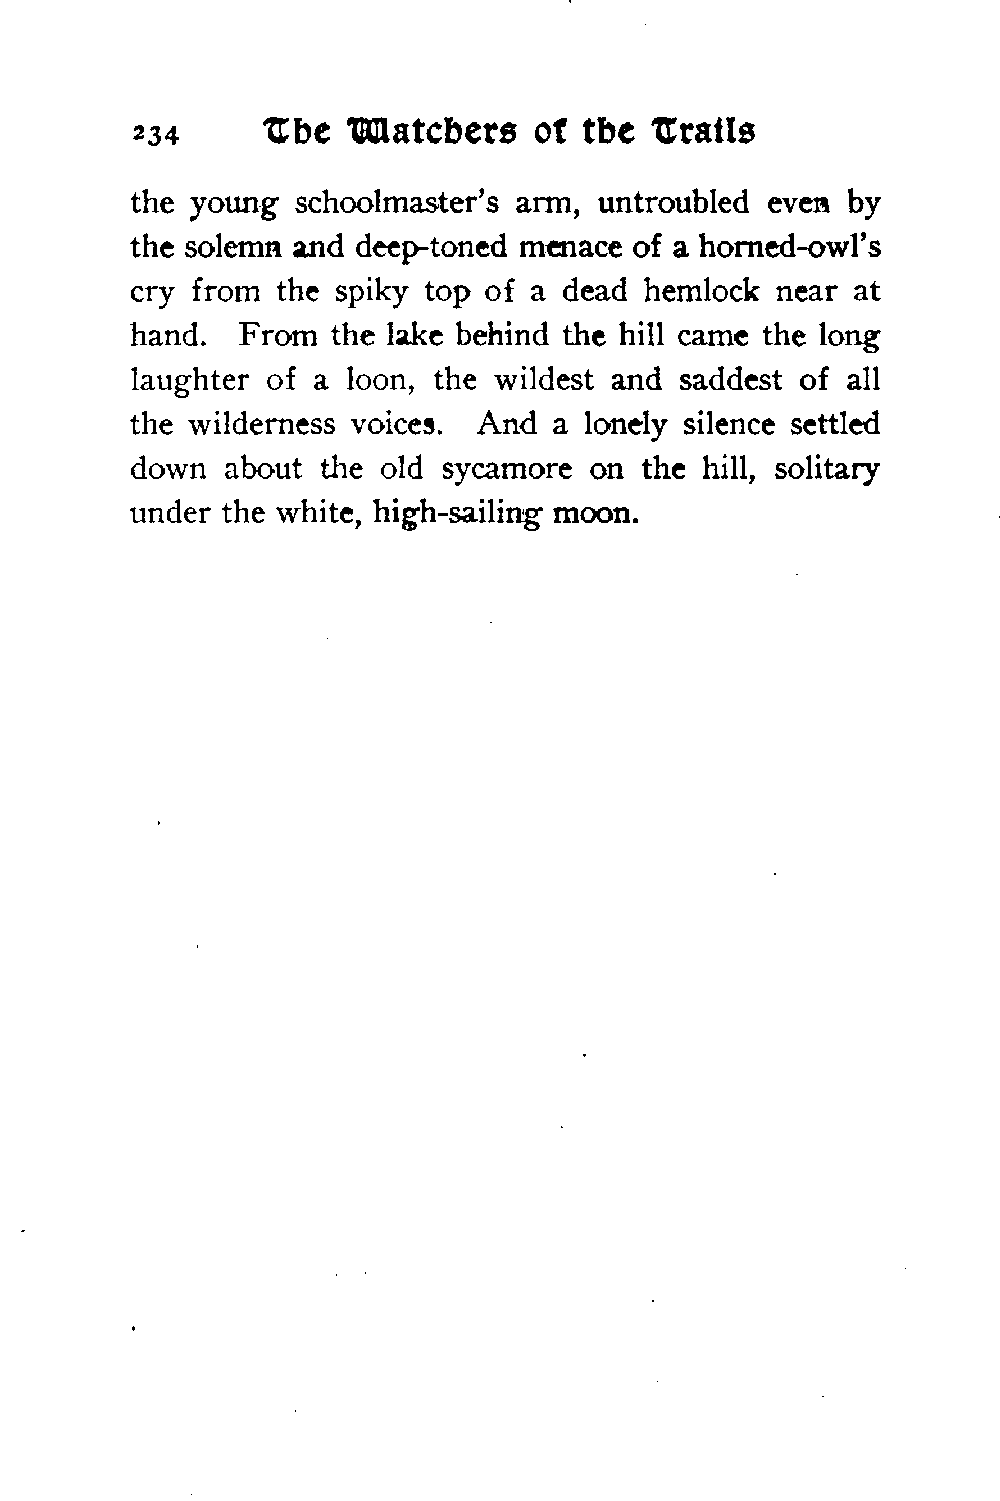 234 The Watchers of the Trails
the young schoolmaster's arm, untroubled even by
the solemn and deep-toned menace of a horned-owl's
cry from the spiky top of a dead hemlock near at
hand. From the lake behind the hill came the long
laughter of a loon, the wildest and saddest of all
the wilderness voices. And a lonely silence settled
down about the old sycamore on the hill, solitary
under the white, high-sailing moon.